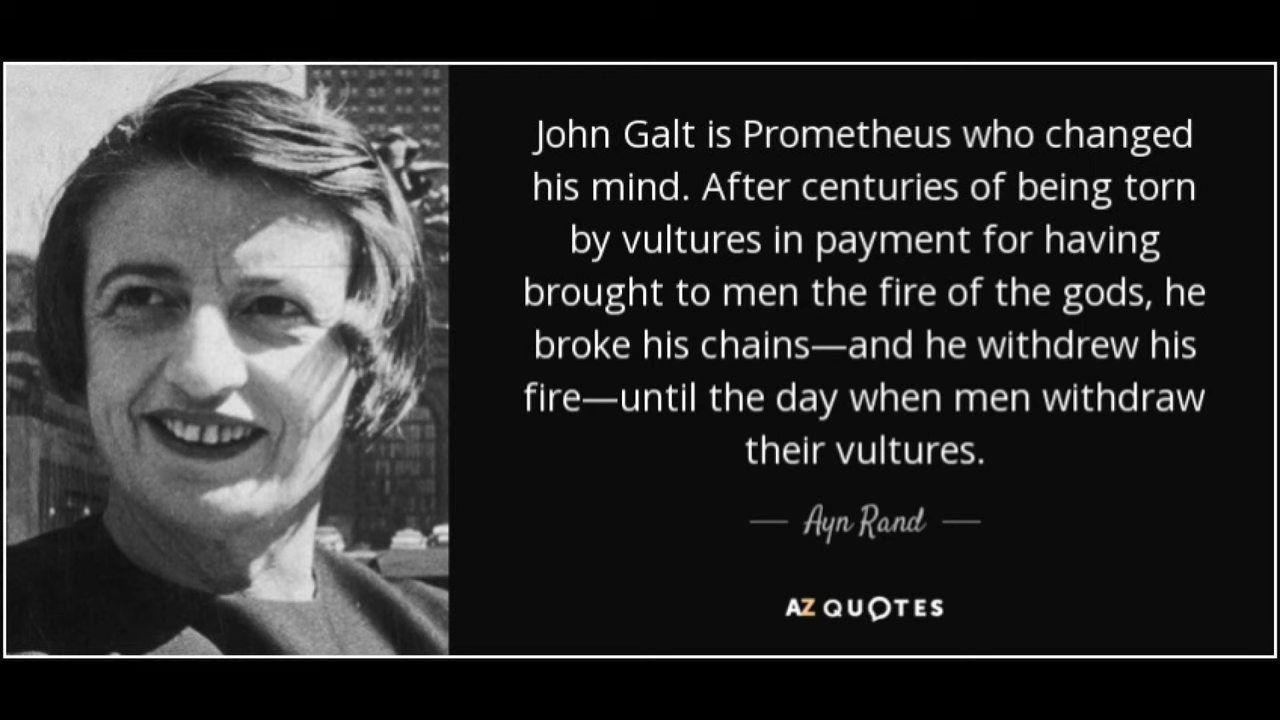 John Galt is Prometheus who changed
his mind. After centuries of being torn
by vultures in payment for having
brought to men the fire of the gods, he
broke his chains—and he withdrew his
fire—until the day when men withdraw
their vultures.
— Ayn Rand —
AZ QUOTES